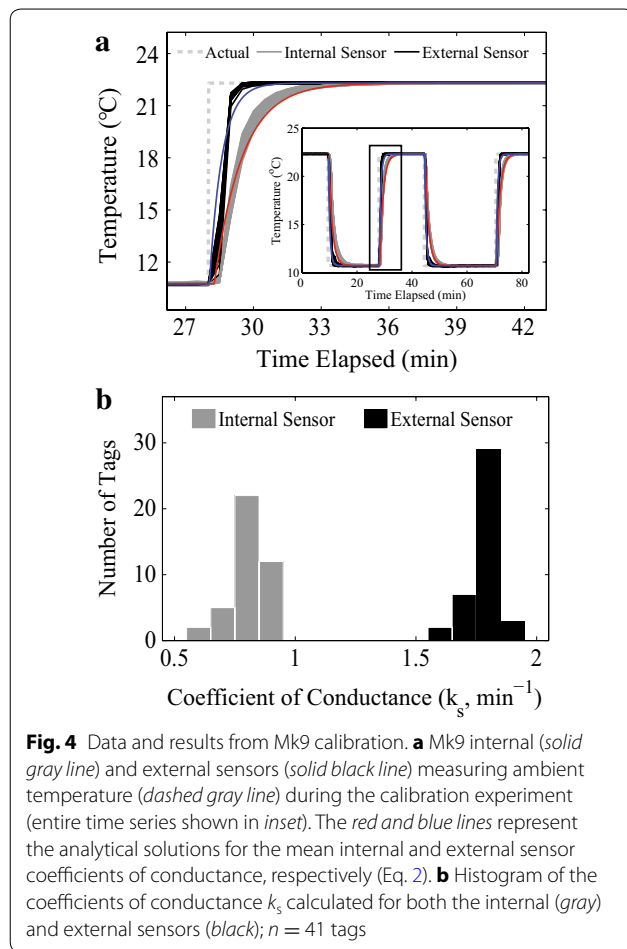 a
Actual Internal Sensor External Sensor
23
20
17
14
11
Temperature (°C)
27 30 33 36 39 42
Time Elapsed (min)
25
20
15
10
Temperature (°C)
0 20 40 60 80
Time Elapsed (min)
b
Internal Sensor External Sensor
30
20
10
0
Number of Tags
0.5 1 1.5 2
Coefficient of Conductance (kₛ, min⁻¹)
Fig. 4 Data and results from Mk9 calibration. a Mk9 internal (solid
gray line) and external sensors (solid black line) measuring ambient
temperature (dashed gray line) during the calibration experiment
(entire time series shown in inset). The red and blue lines represent
the analytical solutions for the mean internal and external sensor
coefficients of conductance, respectively (Eq. 2). b Histogram of the
coefficients of conductance kₛ calculated for both the internal (gray)
and external sensors (black); n = 41 tags